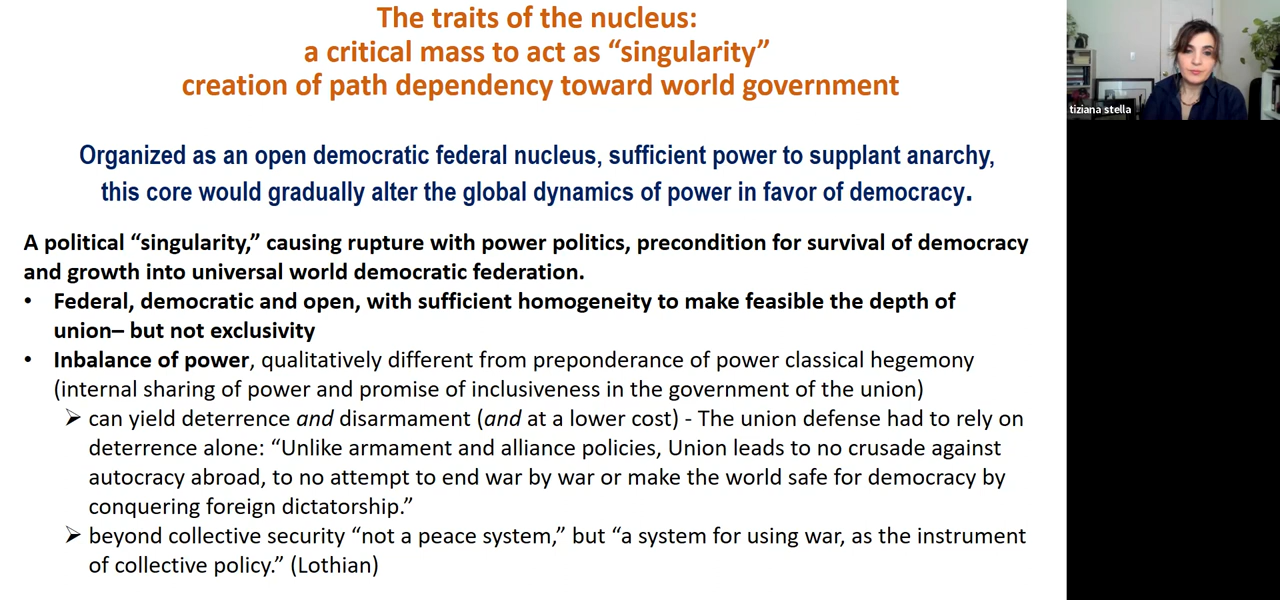 The traits of the nucleus:
a critical mass to act as “singularity”
creation of path dependency toward world government
Organized as an open democratic federal nucleus, sufficient power to supplant anarchy,
this core would gradually alter the global dynamics of power in favor of democracy.
A political “singularity,” causing rupture with power politics, precondition for survival of democracy
and growth into universal world democratic federation.
• Federal, democratic and open, with sufficient homogeneity to make feasible the depth of
union– but not exclusivity
• Inbalance of power, qualitatively different from preponderance of power classical hegemony
(internal sharing of power and promise of inclusiveness in the government of the union)
➢ can yield deterrence and disarmament (and at a lower cost) - The union defense had to rely on
deterrence alone: “Unlike armament and alliance policies, Union leads to no crusade against
autocracy abroad, to no attempt to end war by war or make the world safe for democracy by
conquering foreign dictatorship.”
➢ beyond collective security “not a peace system,” but “a system for using war, as the instrument
of collective policy.” (Lothian)
tiziana stella